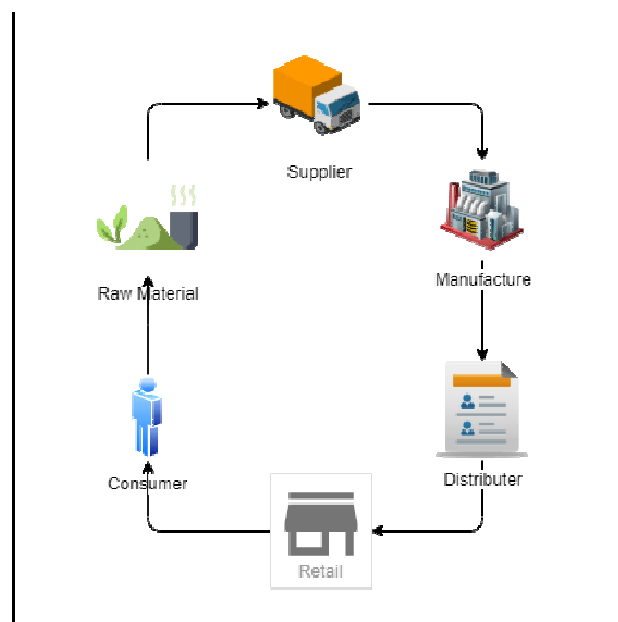 Supplier
Manufacture
Raw Material
Distributer
Consumer
Retail